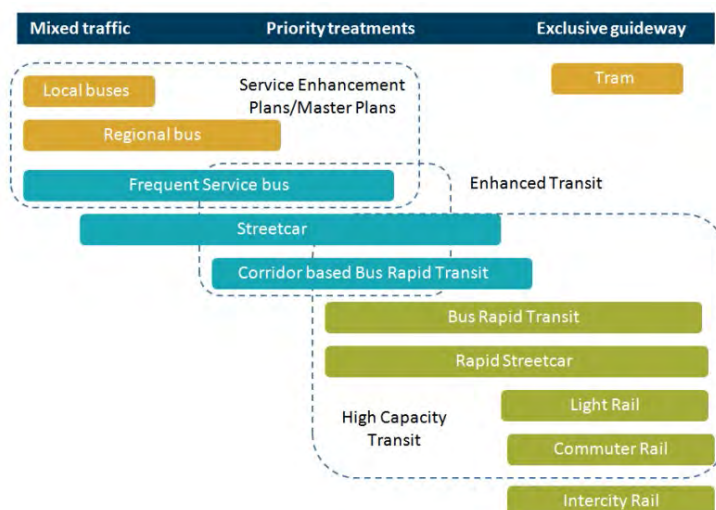 Mixed traffic
Priority treatments
Exclusive guideway
Local buses
Service Enhancement
Plans/Master Plans
Tram
Regional bus
Frequent Service bus
Enhanced Transit
Streetcar
Corridor based Bus Rapid Transit
Bus Rapid Transit
Rapid Streetcar
High Capacity
Transit
Light Rail
Commuter Rail
Intercity Rail